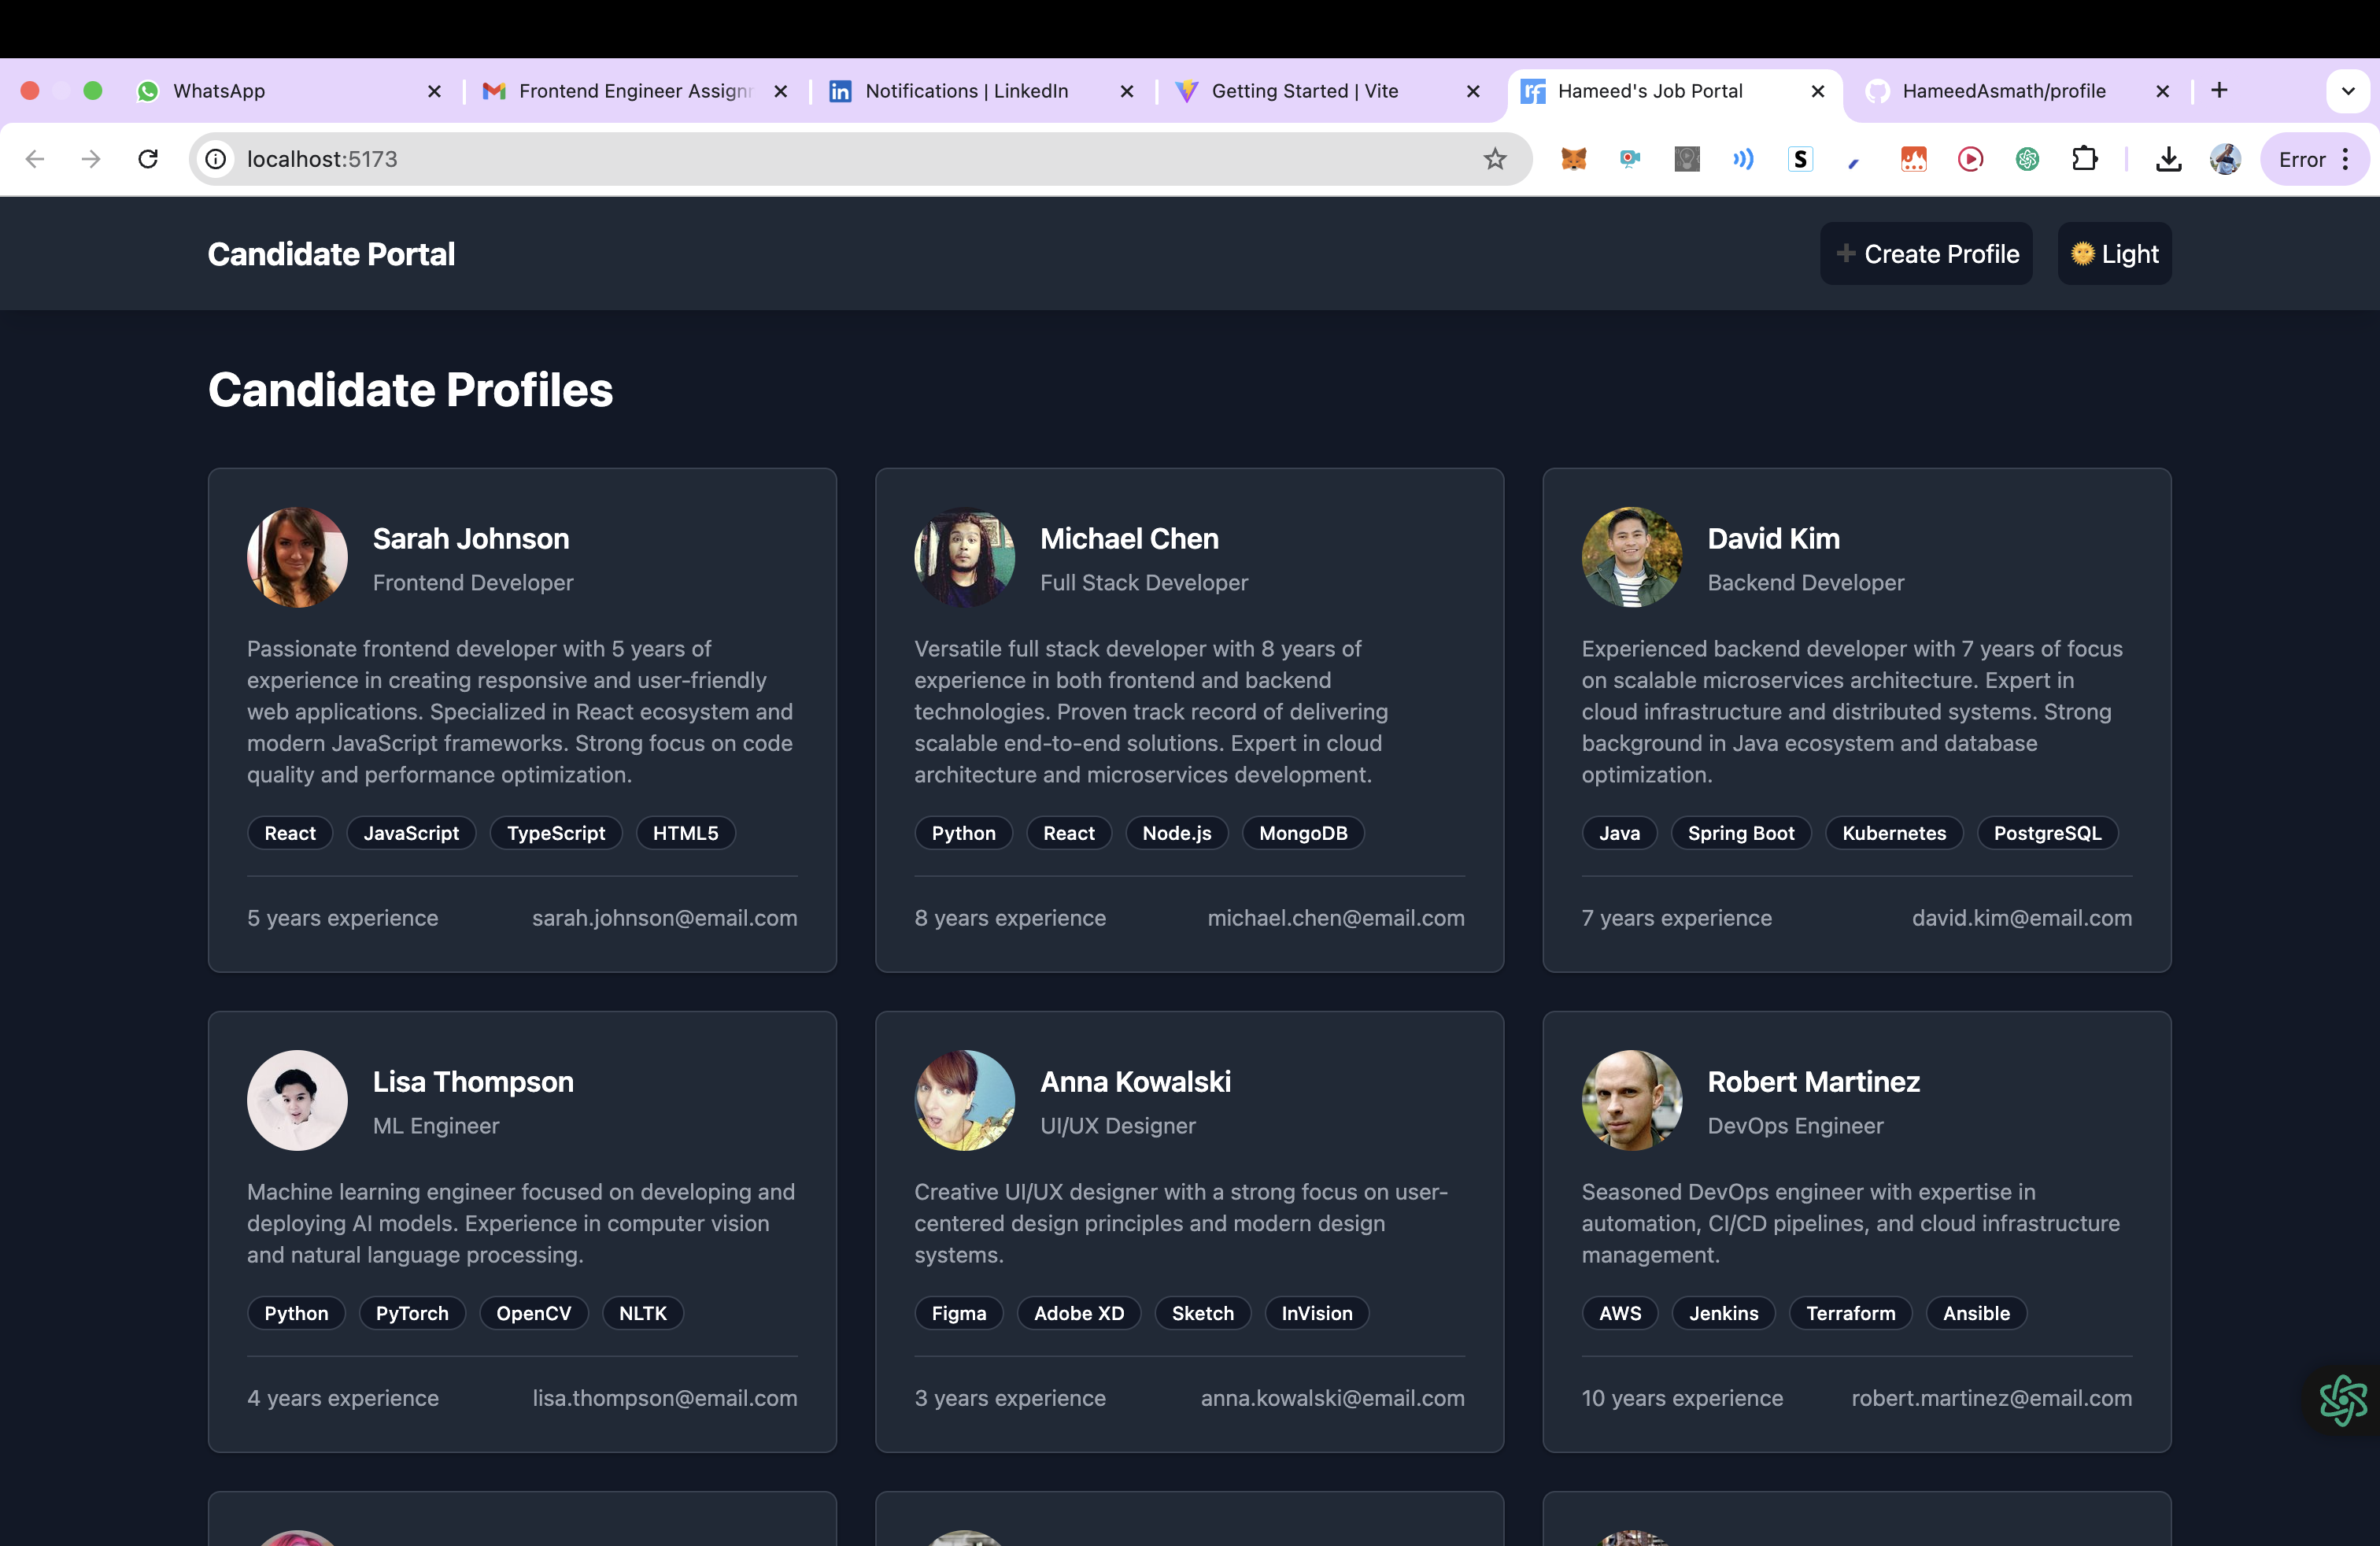 WhatsApp
Frontend Engineer Assignr
Notifications | LinkedIn
Getting Started | Vite
Hameed's Job Portal
HameedAsmath/profile
localhost:5173
S
Error
Candidate Portal
Create Profile
Light
Candidate Profiles
Sarah Johnson
Frontend Developer
Passionate frontend developer with 5 years of
experience in creating responsive and user-friendly
web applications. Specialized in React ecosystem and
modern JavaScript frameworks. Strong focus on code
quality and performance optimization.
React JavaScript TypeScript HTML5
5 years experience sarah.johnson@email.com
Michael Chen
Full Stack Developer
Versatile full stack developer with 8 years of
experience in both frontend and backend
technologies. Proven track record of delivering
scalable end-to-end solutions. Expert in cloud
architecture and microservices development.
Python React Node.js MongoDB
8 years experience michael.chen@email.com
David Kim
Backend Developer
Experienced backend developer with 7 years of focus
on scalable microservices architecture. Expert in
cloud infrastructure and distributed systems. Strong
background in Java ecosystem and database
optimization.
Java Spring Boot Kubernetes PostgreSQL
7 years experience david.kim@email.com
Lisa Thompson
ML Engineer
Machine learning engineer focused on developing and
deploying AI models. Experience in computer vision
and natural language processing.
Python PyTorch OpenCV NLTK
4 years experience lisa.thompson@email.com
Anna Kowalski
UI/UX Designer
Creative UI/UX designer with a strong focus on user-
centered design principles and modern design
systems.
Figma Adobe XD Sketch InVision
3 years experience anna.kowalski@email.com
Robert Martinez
DevOps Engineer
Seasoned DevOps engineer with expertise in
automation, CI/CD pipelines, and cloud infrastructure
management.
AWS Jenkins Terraform Ansible
10 years experience robert.martinez@email.com